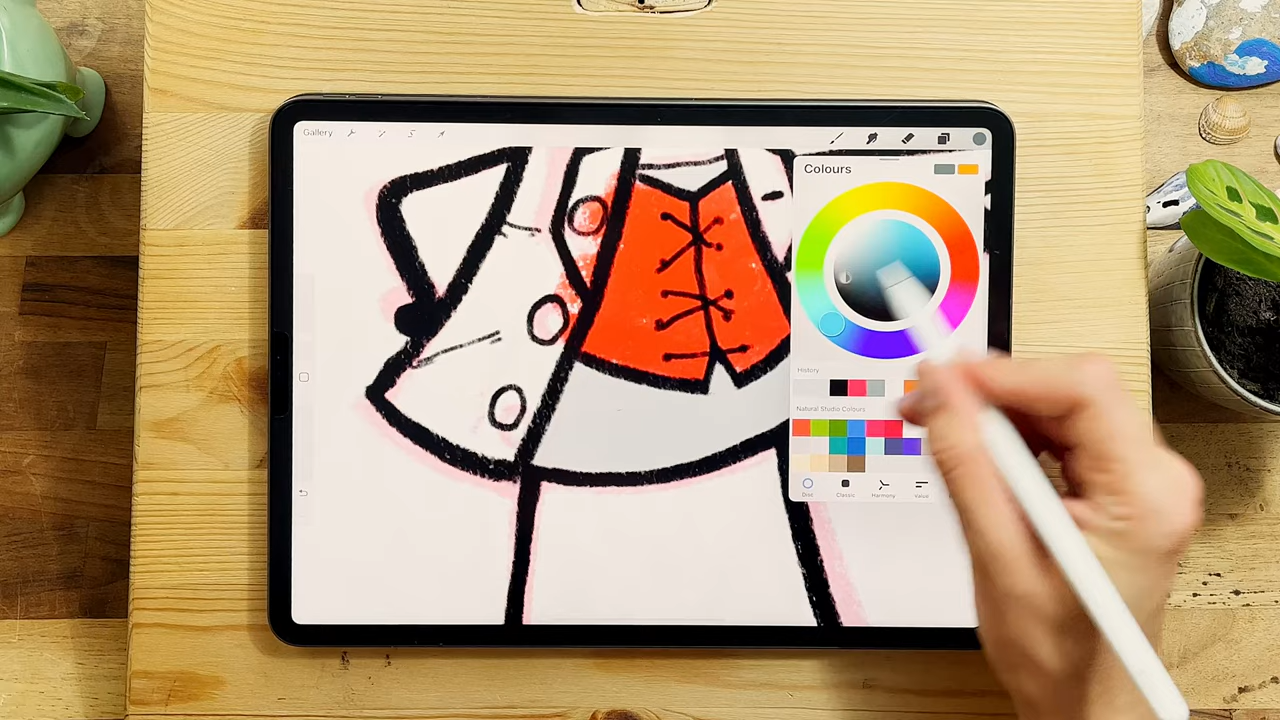 Gallery
Colours
History
Natural Studio Colours
Disc Classic Harmony Value